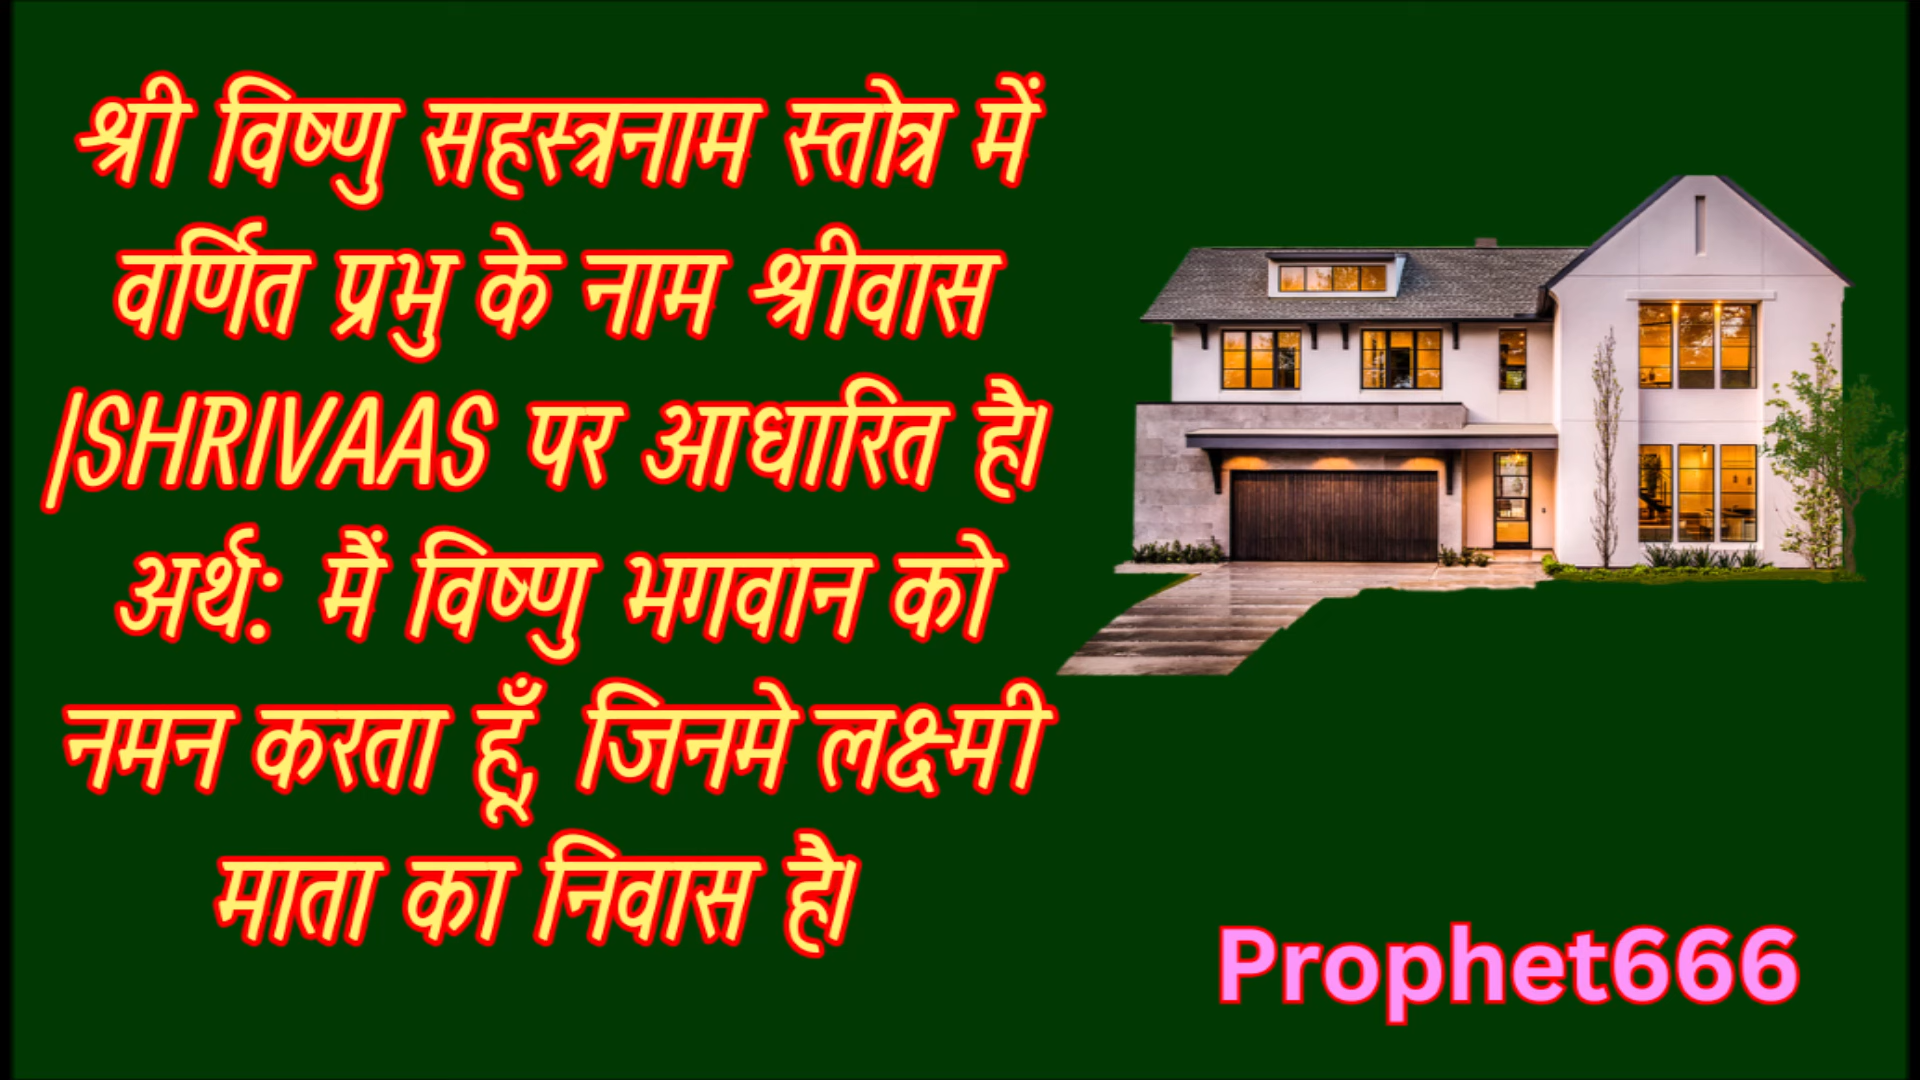 श्री विष्णु सहस्त्रनाम स्तोत्र में
वर्णित प्रभु के नाम श्रीवास
|SHRIVAAS पर आधारित है।
अर्थ: मैं विष्णु भगवान को
नमन करता हूँ, जिनमे लक्ष्मी
माता का निवास है।
Prophet666